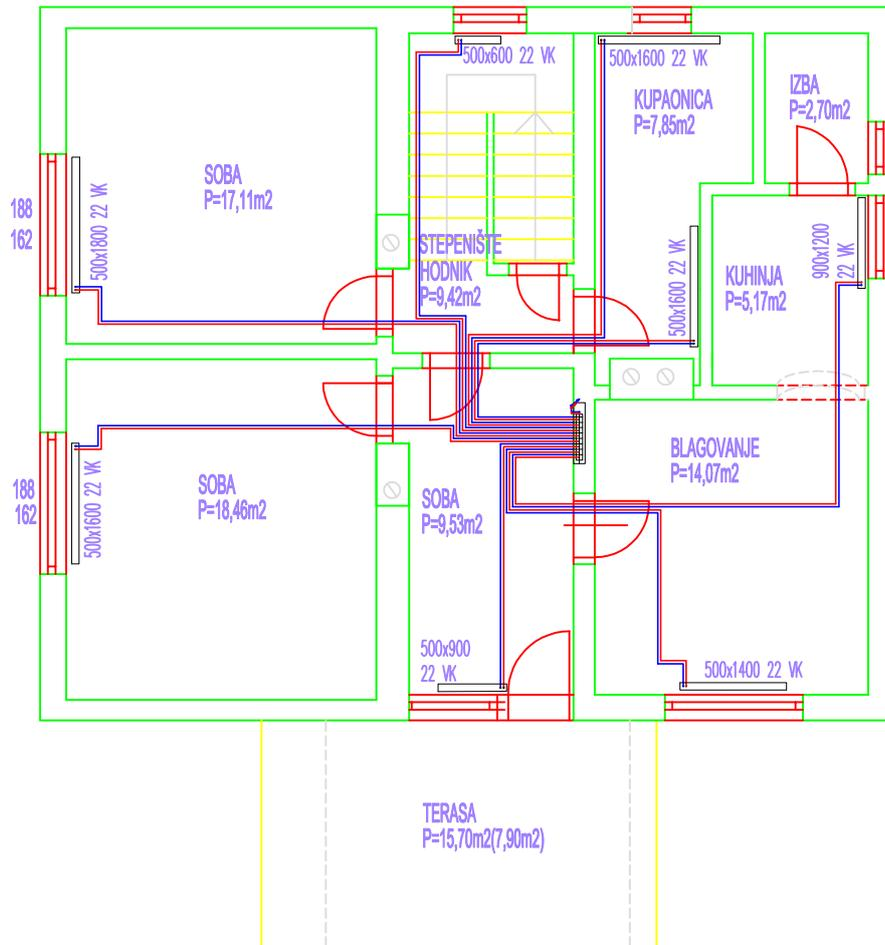 500x600 22 VK
500x1600 22 VK
KUPAONICA
P=7,85m2
IZBA
P=2,70m2
SOBA
P=17,11m2
188
162
500x1800 22 VK
STEPENIŠTE
HODNIK
P=9,42m2
500x1600 22 VK
KUHINJA
P=5,17m2
900x1200
22 VK
BLAGOVANJE
P=14,07m2
SOBA
P=18,46m2
188
162
500x1600 22 VK
SOBA
P=9,53m2
500x900
22 VK
500x1400 22 VK
TERASA
P=15,70m2(7,90m2)